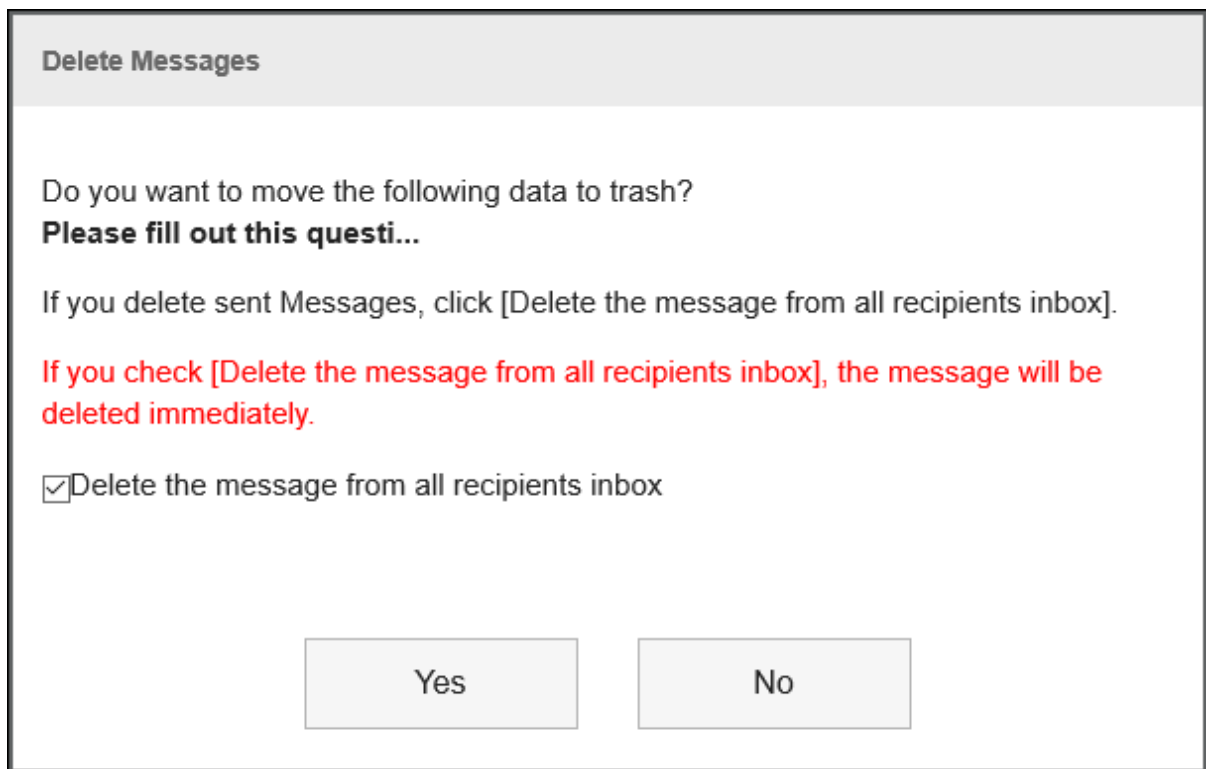 Delete Messages
Do you want to move the following data to trash?
Please fill out this questi...
If you delete sent Messages, click [Delete the message from all recipients inbox].
If you check [Delete the message from all recipients inbox], the message will be
deleted immediately.
Delete the message from all recipients inbox
Yes
No